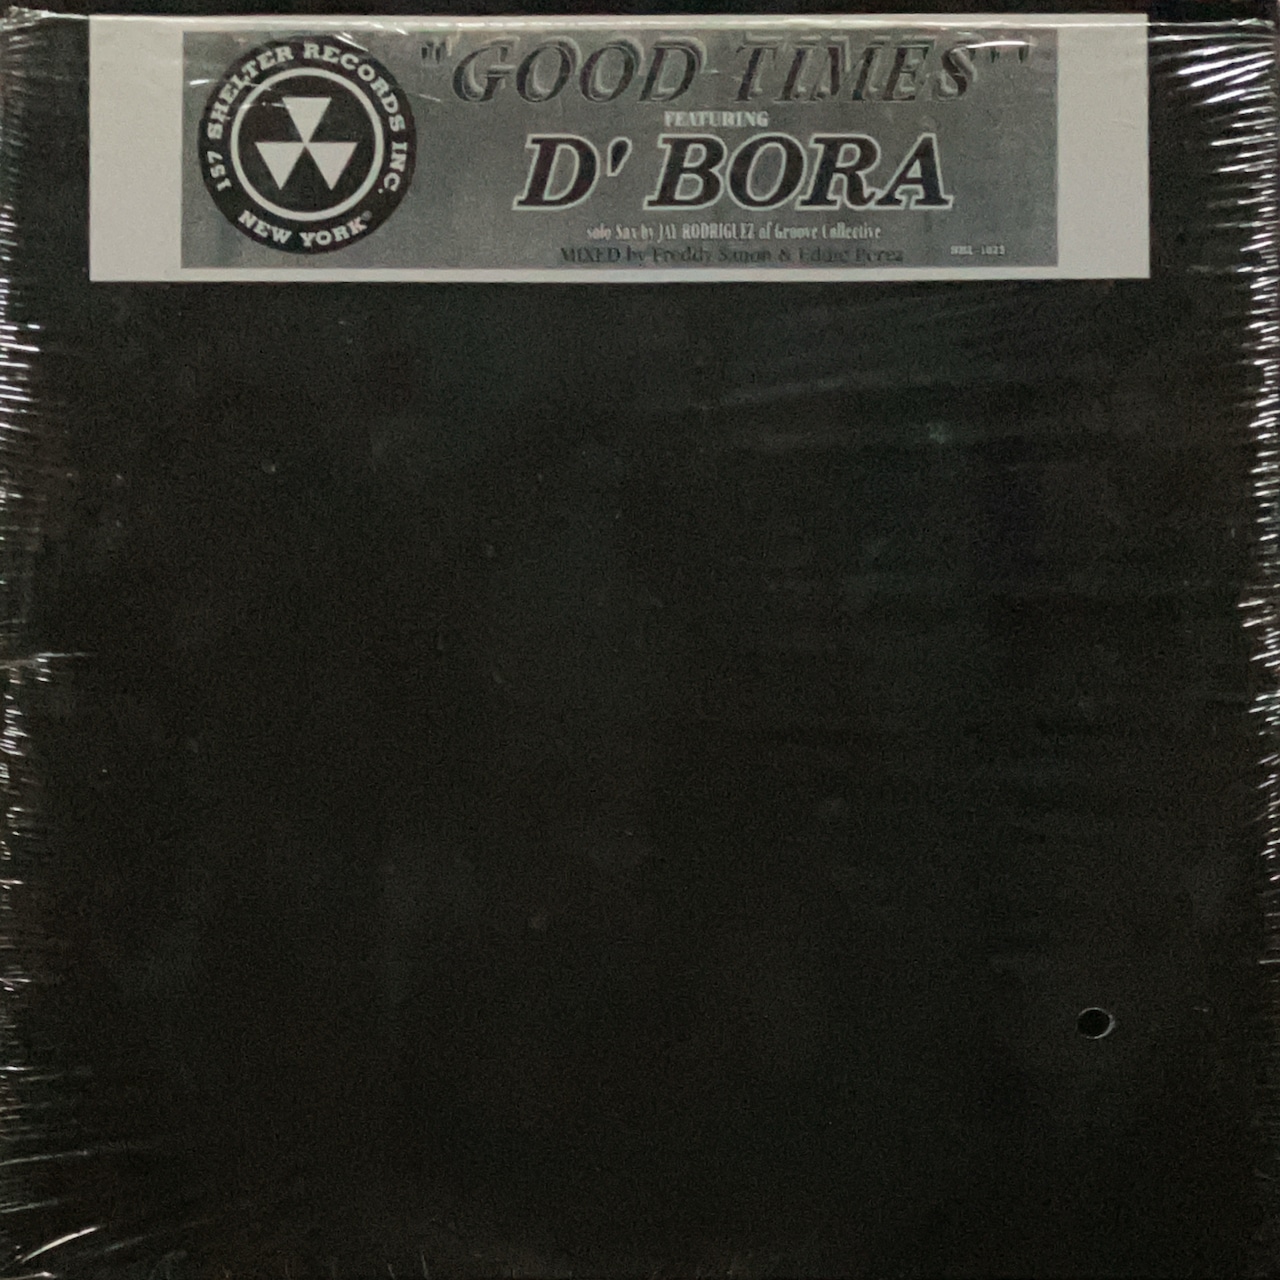 157 SHELTER RECORDS INC.
NEW YORK®
"GOOD TIMES"
FEATURING
D' BORA
solo Sax by JAY RODRIGUEZ of Groove Collective
MIXED by Freddy Sanon & Eddie Perez